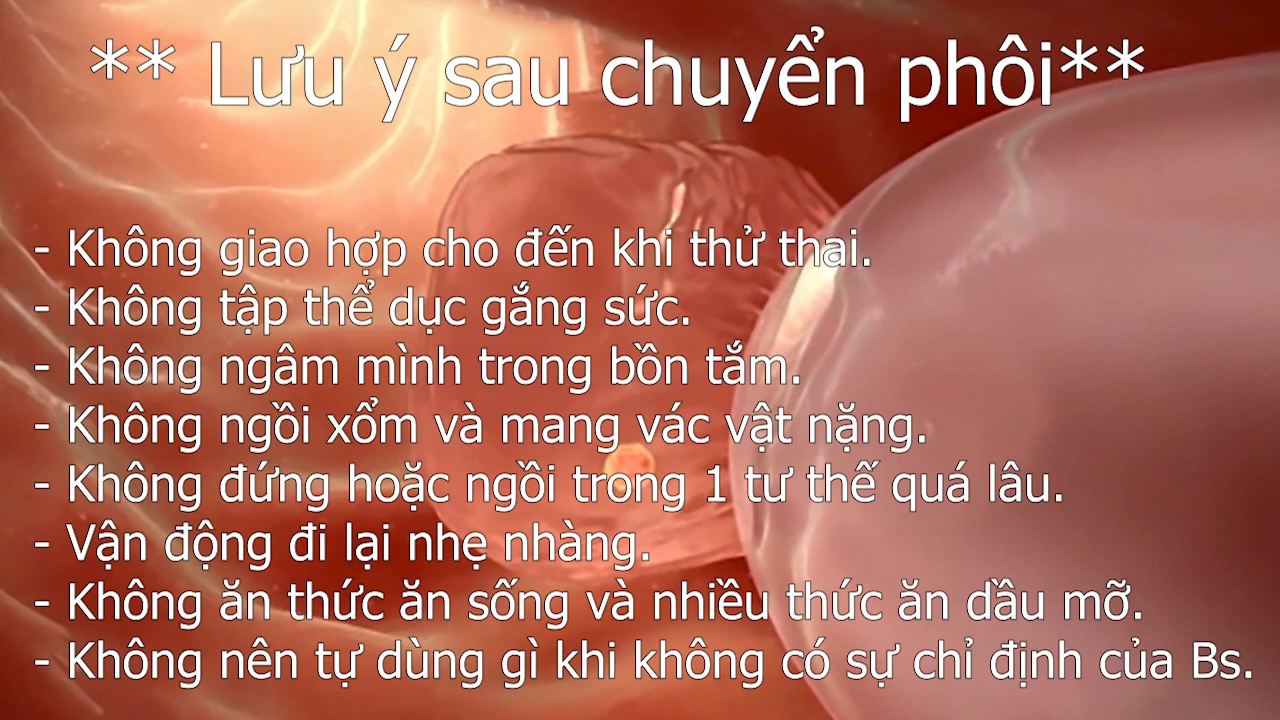 ** Lưu ý sau chuyển phôi**
- Không giao hợp cho đến khi thử thai.
- Không tập thể dục gắng sức.
- Không ngâm mình trong bồn tắm.
- Không ngồi xổm và mang vác vật nặng.
- Không đứng hoặc ngồi trong 1 tư thế quá lâu.
- Vận động đi lại nhẹ nhàng.
- Không ăn thức ăn sống và nhiều thức ăn dầu mỡ.
- Không nên tự dùng gì khi không có sự chỉ định của Bs.